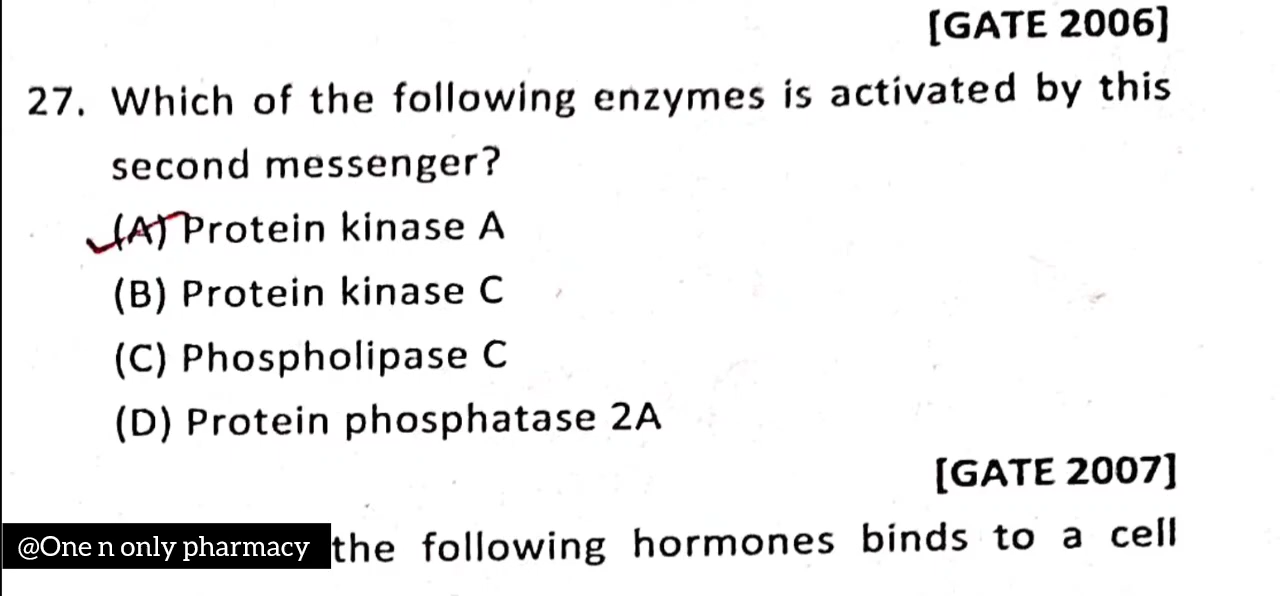 [GATE 2006]
27. Which of the following enzymes is activated by this
second messenger?
(A) Protein kinase A
(B) Protein kinase C
(C) Phospholipase C
(D) Protein phosphatase 2A
[GATE 2007]
@One n only pharmacy the following hormones binds to a cell